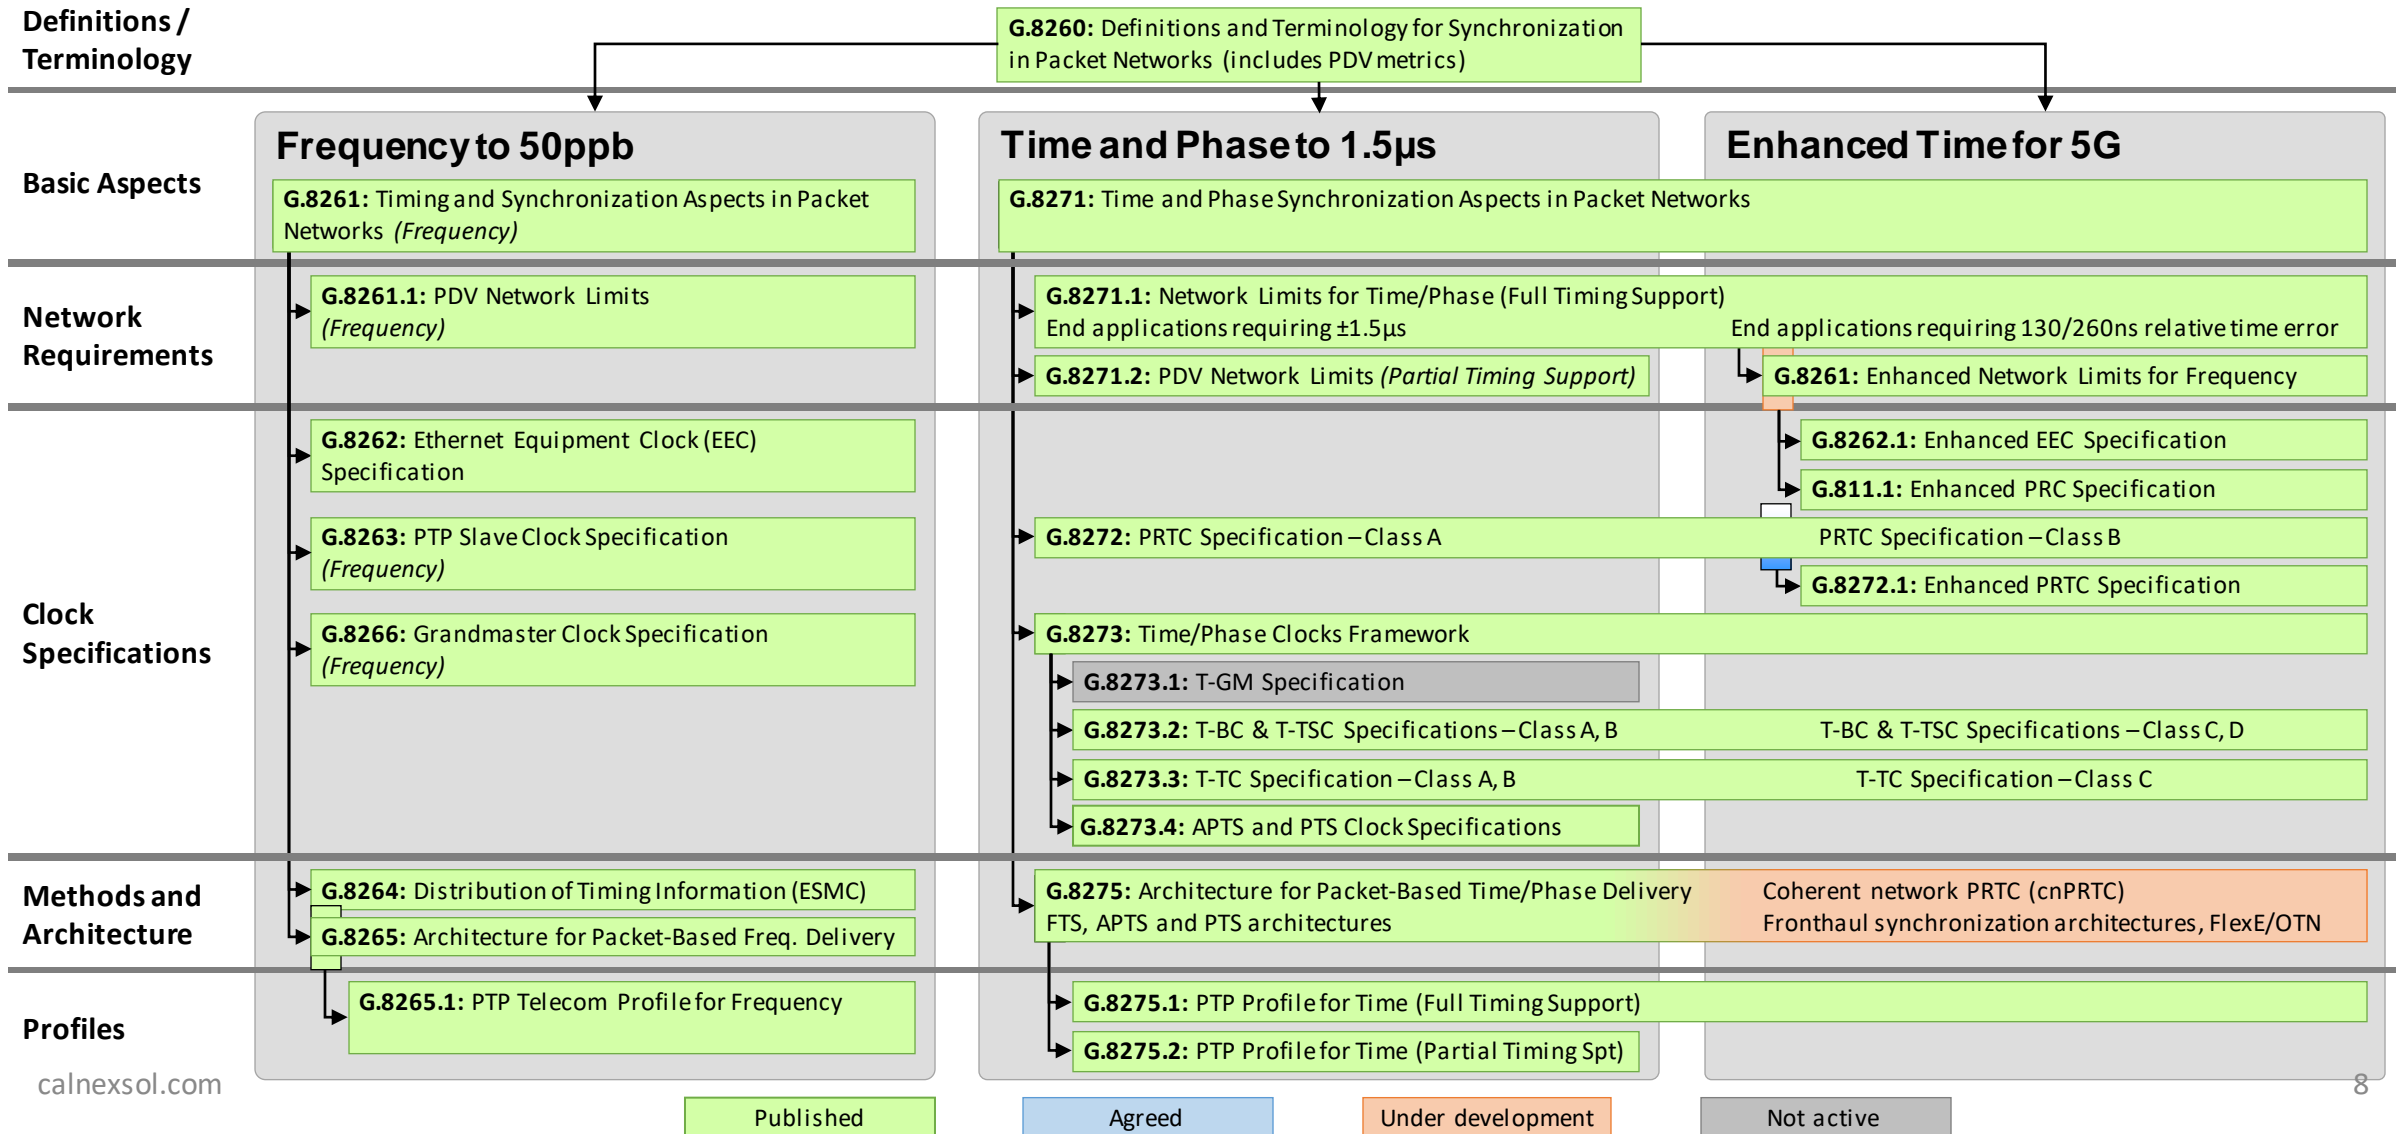 Definitions /
Terminology
G.8260: Definitions and Terminology for Synchronization
in Packet Networks (includes PDV metrics)
Basic Aspects
Frequency to 50ppb
G.8261: Timing and Synchronization Aspects in Packet
Networks (Frequency)
Time and Phase to 1.5µs
Enhanced Time for 5G
G.8271: Time and Phase Synchronization Aspects in Packet Networks
Network
Requirements
G.8261.1: PDV Network Limits
(Frequency)
G.8271.1: Network Limits for Time/Phase (Full Timing Support)
End applications requiring ±1.5µs
End applications requiring 130/260ns relative time error
G.8271.2: PDV Network Limits (Partial Timing Support)
G.8261: Enhanced Network Limits for Frequency
Clock
Specifications
G.8262: Ethernet Equipment Clock (EEC)
Specification
G.8263: PTP Slave Clock Specification
(Frequency)
G.8266: Grandmaster Clock Specification
(Frequency)
G.8262.1: Enhanced EEC Specification
G.811.1: Enhanced PRC Specification
G.8272: PRTC Specification – Class A
PRTC Specification – Class B
G.8272.1: Enhanced PRTC Specification
G.8273: Time/Phase Clocks Framework
G.8273.1: T-GM Specification
G.8273.2: T-BC & T-TSC Specifications – Class A, B
T-BC & T-TSC Specifications – Class C, D
G.8273.3: T-TC Specification – Class A, B
T-TC Specification – Class C
G.8273.4: APTS and PTS Clock Specifications
Methods and
Architecture
G.8264: Distribution of Timing Information (ESMC)
G.8265: Architecture for Packet-Based Freq. Delivery
G.8275: Architecture for Packet-Based Time/Phase Delivery
FTS, APTS and PTS architectures
Coherent network PRTC (cnPRTC)
Fronthaul synchronization architectures, FlexE/OTN
Profiles
G.8265.1: PTP Telecom Profile for Frequency
G.8275.1: PTP Profile for Time (Full Timing Support)
G.8275.2: PTP Profile for Time (Partial Timing Spt)
calnexsol.com
8
Published
Agreed
Under development
Not active